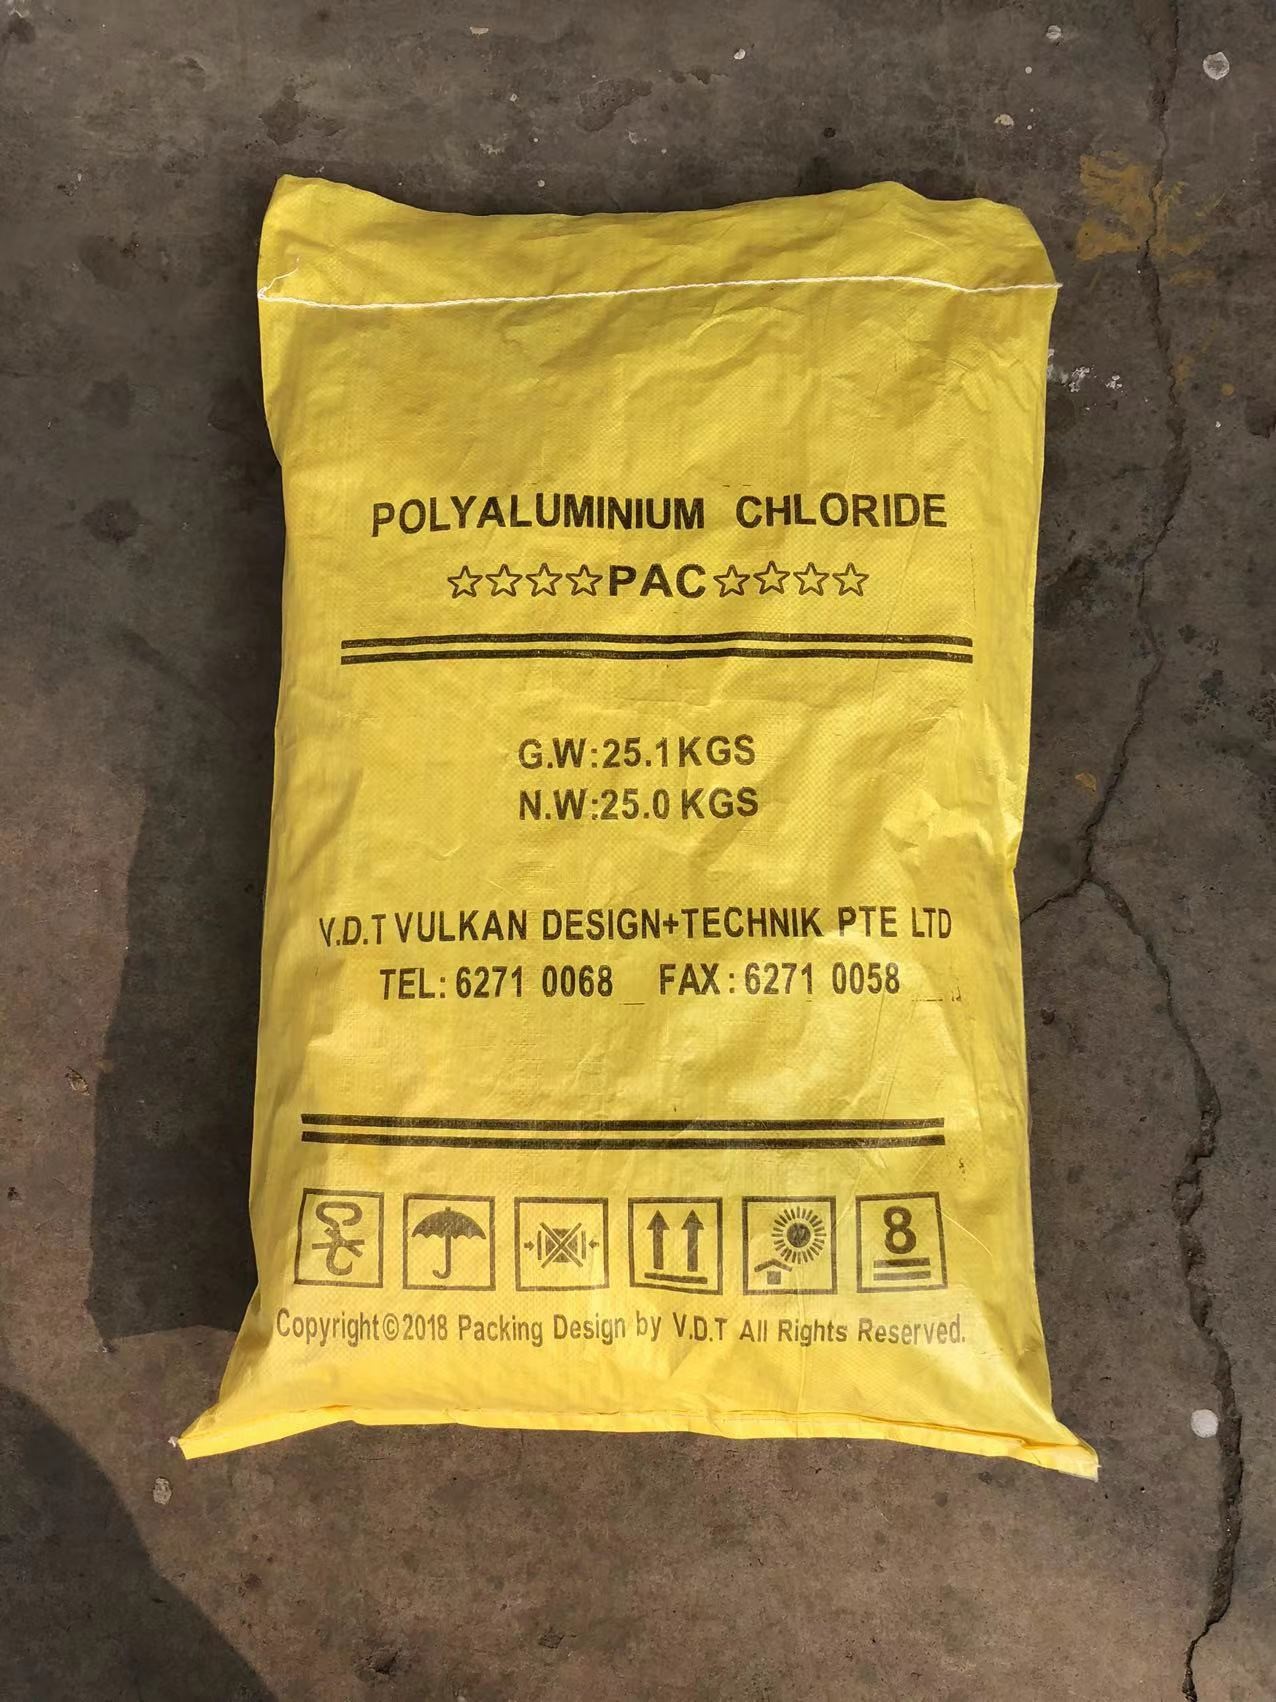 POLYALUMINIUM CHLORIDE
☆☆☆☆PAC☆☆☆☆
G.W:25.1KGS
N.W:25.0 KGS
V.D.T VULKAN DESIGN+TECHNIK PTE LTD
TEL: 6271 0068 FAX: 6271 0058
8
Copyright©2018 Packing Design by V.D.T All Rights Reserved.